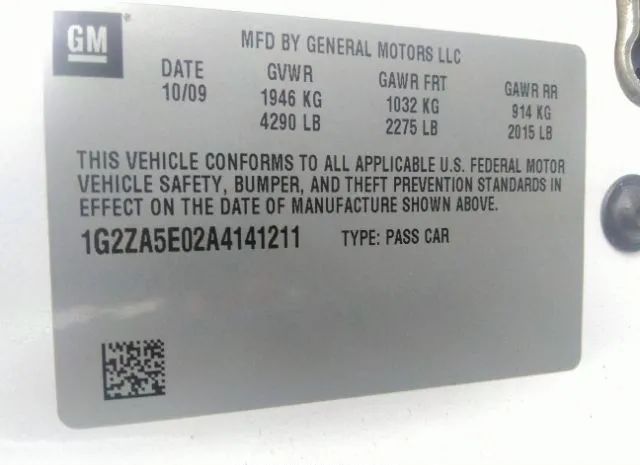 GM
MFD BY GENERAL MOTORS LLC
DATE GVWR GAWR FRT GAWR RR
10/09 1946 KG 1032 KG 914 KG
4290 LB 2275 LB 2015 LB
THIS VEHICLE CONFORMS TO ALL APPLICABLE U.S. FEDERAL MOTOR
VEHICLE SAFETY, BUMPER, AND THEFT PREVENTION STANDARDS IN
EFFECT ON THE DATE OF MANUFACTURE SHOWN ABOVE.
1G2ZA5E02A4141211 TYPE: PASS CAR